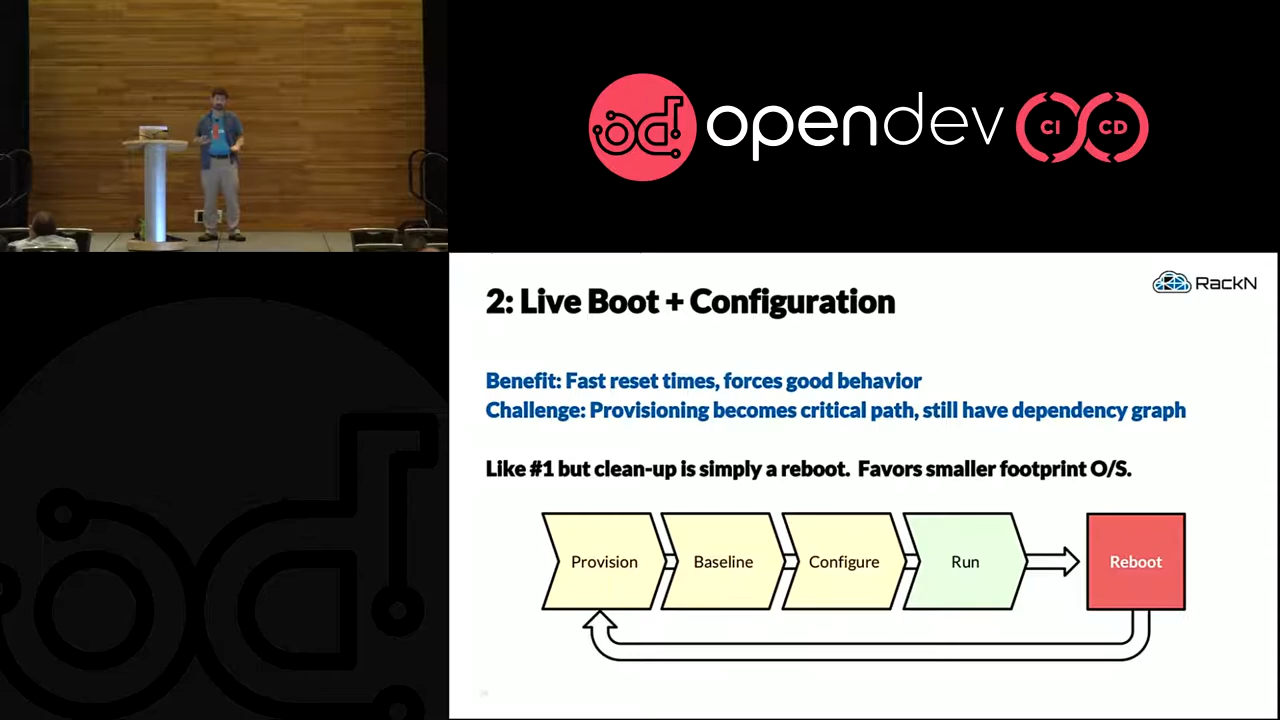 opendev
CI CD
RackN
2: Live Boot + Configuration
Benefit: Fast reset times, forces good behavior
Challenge: Provisioning becomes critical path, still have dependency graph
Like #1 but clean-up is simply a reboot. Favors smaller footprint O/S.
Provision Baseline Configure Run Reboot